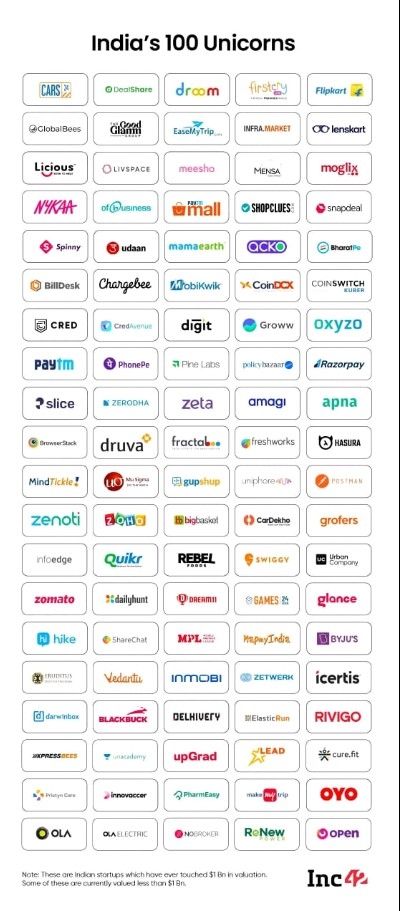 India's 100 Unicorns
CARS 24 DealShare droom firstcry Flipkart
GlobalBees The Good Glamm Group EaseMyTrip.com INFRA.MARKET lenskart
Licious LIVSPACE meesho MENSA moglix
NYKAA ofBusiness PAYTM mall SHOPCLUES snapdeal
Spinny udaan mamaearth ACKO BharatPe
BillDesk Chargebee MobiKwik CoinDCX COINSWITCH KUBER
CRED CredAvenue digit Groww OXYZO
PAYTM PhonePe Pine Labs policybazaar Razorpay
slice ZERODHA zeta amagi apna
BrowserStack druva fractal freshworks HASURA
MindTickle! Mu Sigma gupshup uniphore POSTMAN
zenoti ZOHO bigbasket CarDekho grofers
infoedge Quikr REBEL FOODS SWIGGY Urban Company
zomato dailyhunt DREAM11 GAMES 24 glance
hike ShareChat MPL MapmyIndia BYJU'S
ERUDITUS Vedantu INMOBI ZETWERK icertis
darwinbox BLACKBUCK DELHIVERY ElasticRun RIVIGO
XPRESSBEES unacademy upGrad LEAD cure.fit
Pristyn Care innovaccer PharmEasy make my trip OYO
OLA OLA ELECTRIC NOBROKER ReNew POWER OPEN
Note: These are Indian startups which have ever touched $1 Bn in valuation.
Some of these are currently valued less than $1 Bn.
Inc42